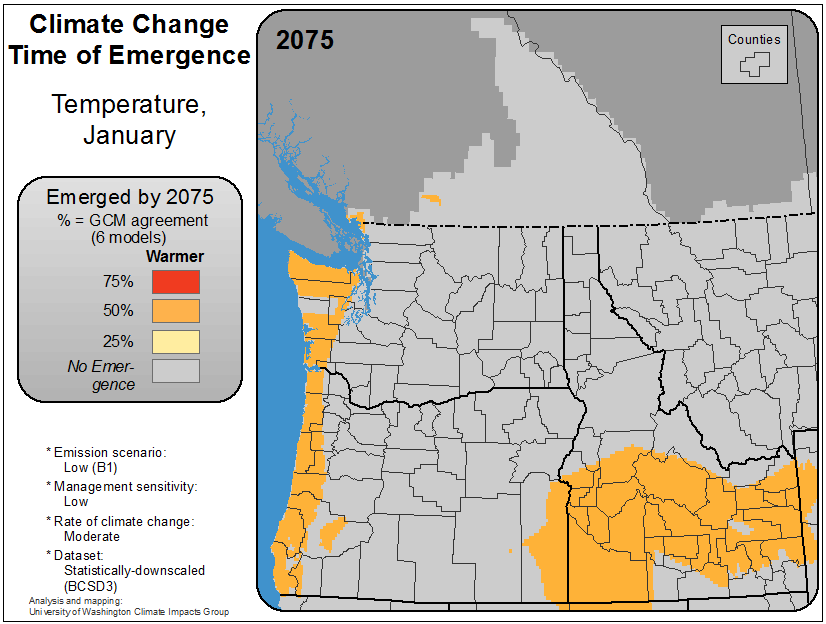 Climate Change
Time of Emergence
Temperature,
January
Emerged by 2075
% = GCM agreement
(6 models)
Warmer
75%
50%
25%
No Emer-
gence
* Emission scenario:
Low (B1)
* Management sensitivity:
Low
* Rate of climate change:
Moderate
* Dataset:
Statistically-downscaled
(BCSD3)
Analysis and mapping:
University of Washington Climate Impacts Group
2075
Counties